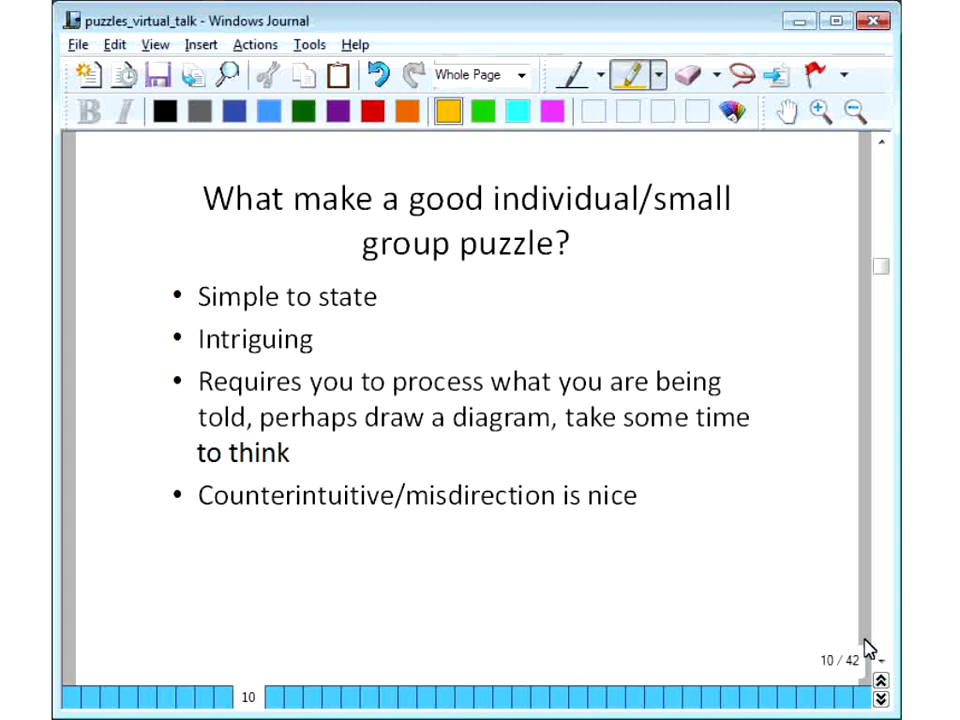 puzzles_virtual_talk - Windows Journal
File Edit View Insert Actions Tools Help
Whole Page
B I
What make a good individual/small
group puzzle?
• Simple to state
• Intriguing
• Requires you to process what you are being
told, perhaps draw a diagram, take some time
to think
• Counterintuitive/misdirection is nice
10 / 42
10